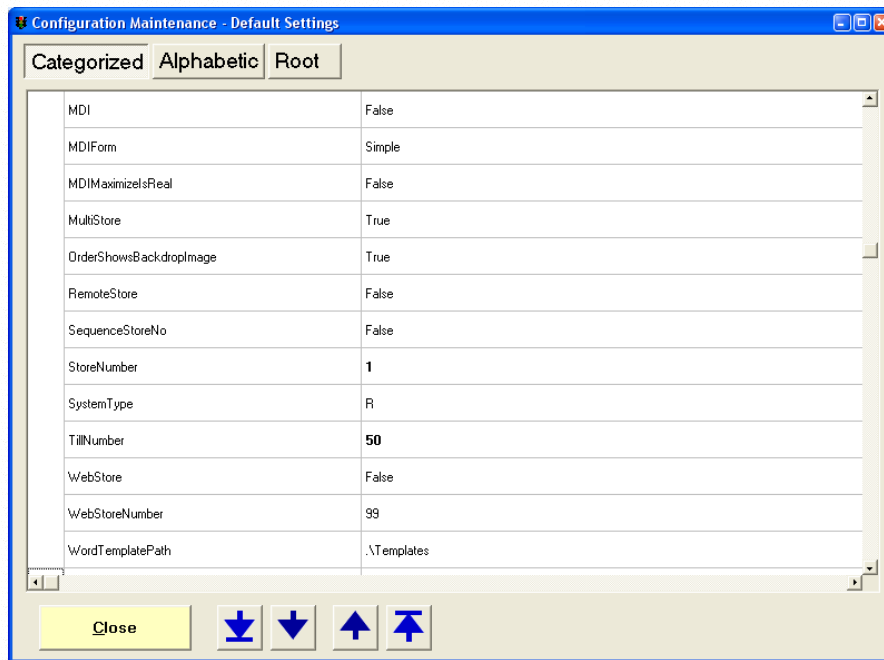 Configuration Maintenance - Default Settings
Categorized Alphabetic Root
MDI False
MDIForm Simple
MDIMaximizeIsReal False
MultiStore True
OrderShowsBackdropImage True
RemoteStore False
SequenceStoreNo False
StoreNumber 1
SystemType R
TillNumber 50
WebStore False
WebStoreNumber 99
WordTemplatePath .\Templates
Close